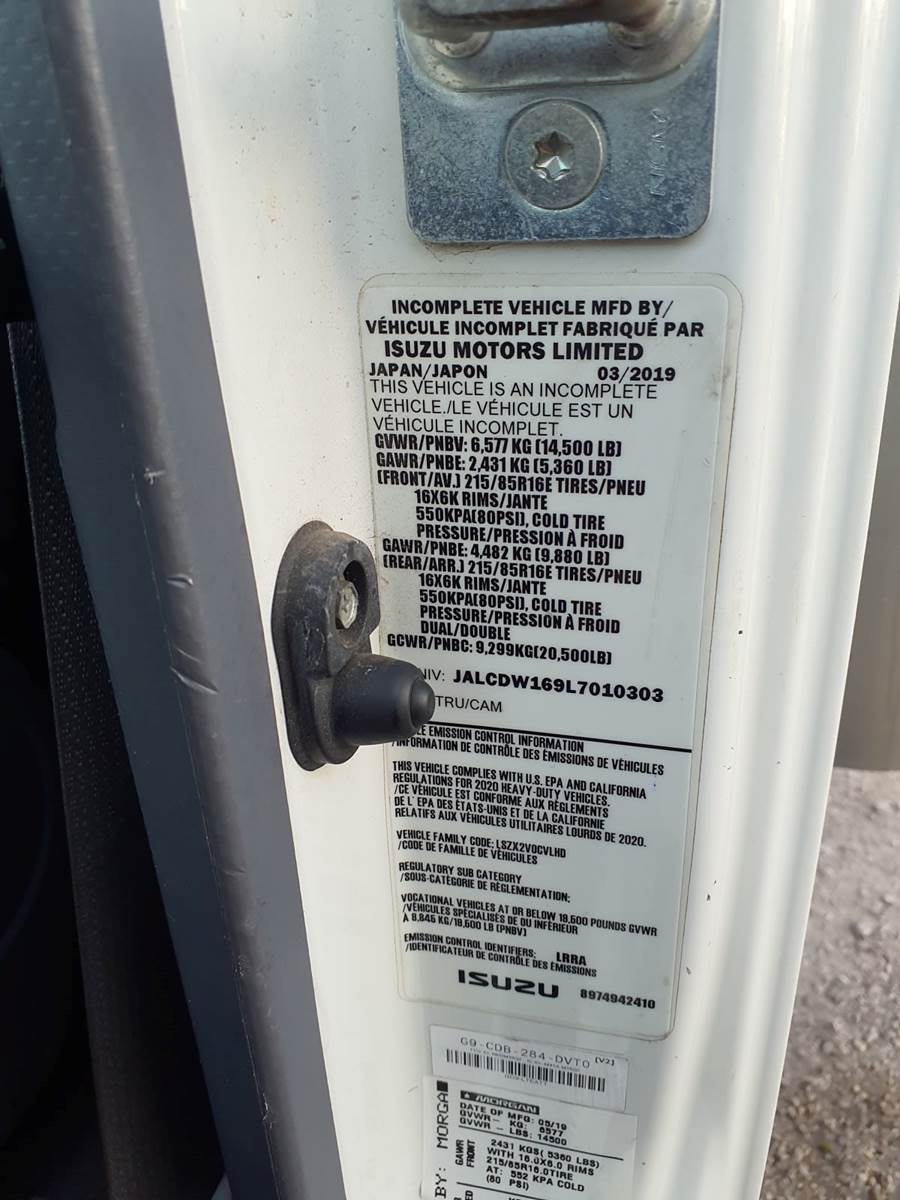 INCOMPLETE VEHICLE MFD BY/
VÉHICULE INCOMPLET FABRIQUÉ PAR
ISUZU MOTORS LIMITED
JAPAN/JAPON 03/2019
THIS VEHICLE IS AN INCOMPLETE
VEHICLE./LE VÉHICULE EST UN
VÉHICULE INCOMPLET.
GVWR/PNBV: 6,577 KG (14,500 LB)
GAWR/PNBE: 2,431 KG (5,360 LB)
(FRONT/AV.) 215/85R16E TIRES/PNEU
16X6K RIMS/JANTE
550KPA(80PSI), COLD TIRE
PRESSURE/PRESSION À FROID
GAWR/PNBE: 4,482 KG (9,880 LB)
(REAR/ARR.) 215/85R16E TIRES/PNEU
16X6K RIMS/JANTE
550KPA(80PSI), COLD TIRE
PRESSURE/PRESSION À FROID
DUAL/DOUBLE
GCWR/PNBC: 9,299KG(20,500LB)
NIV: JALCDW169L7010303
TRU/CAM
LE EMISSION CONTROL INFORMATION
/INFORMATION DE CONTRÔLE DES ÉMISSIONS DE VÉHICULES
THIS VEHICLE COMPLIES WITH U.S. EPA AND CALIFORNIA
REGULATIONS FOR 2020 HEAVY-DUTY VEHICLES.
/CE VÉHICULE EST CONFORME AUX RÈGLEMENTS
DE L' EPA DES ÉTATS-UNIS ET DE LA CALIFORNIE
RELATIFS AUX VÉHICULES UTILITAIRES LOURDS DE 2020.
VEHICLE FAMILY CODE: LSZX2VOCVLHD
/CODE DE FAMILLE DE VÉHICULES
REGULATORY SUB CATEGORY
/SOUS-CATÉGORIE DE RÈGLEMENTATION:
VOCATIONAL VEHICLES AT OR BELOW 19,500 POUNDS GVWR
/VÉHICULES SPÉCIALISÉS DE OU INFÉRIEUR
À 8,845 KG/19,500 LB (PNBV)
EMISSION CONTROL IDENTIFIERS: LRRA
/IDENTIFICATEUR DE CONTRÔLE DES ÉMISSIONS
ISUZU 8974942410
G9-CDB-284-DVT0 [V2]
BY: MORGA
MORGAN
DATE OF MFG: 05/19
GVWR- KG: 6577
GVWR - LBS: 14500
GAWR FRONT
2431 KGS( 5360 LBS)
WITH 16.0X6.0 RIMS
215/85R16.0TIRE
AT: 552 KPA COLD
(80 PSI)